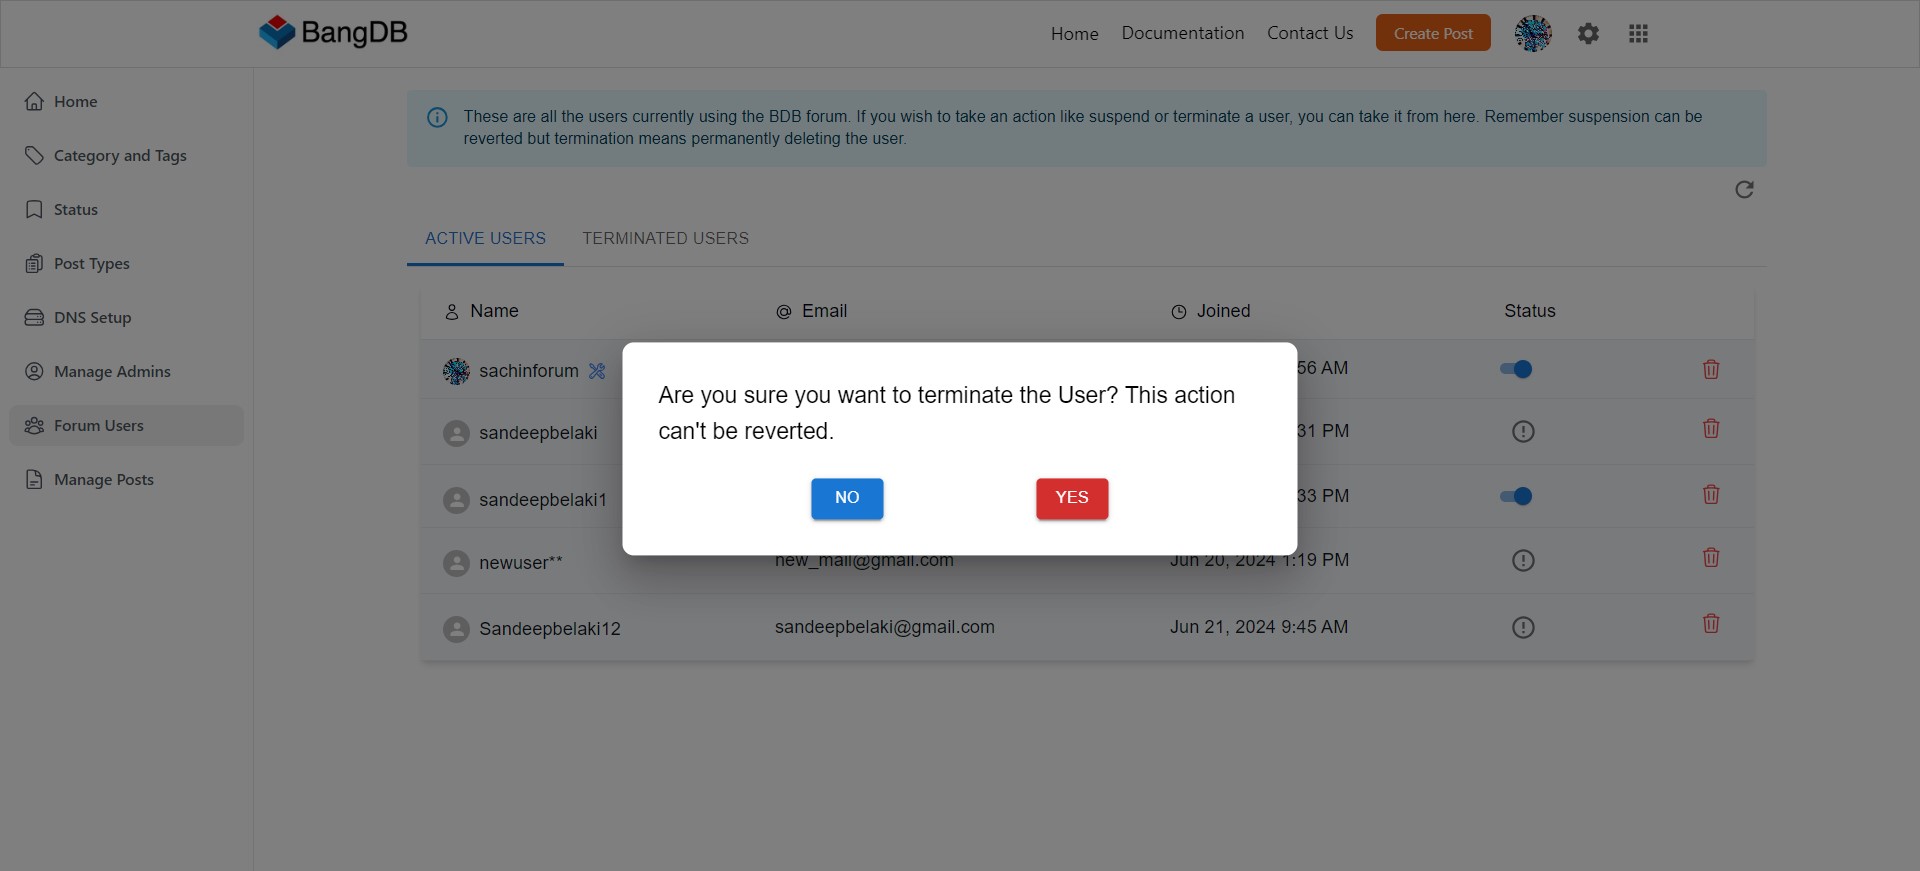 BangDB
Home Documentation Contact Us Create Post
Home
Category and Tags
Status
Post Types
DNS Setup
Manage Admins
Forum Users
Manage Posts
These are all the users currently using the BDB forum. If you wish to take an action like suspend or terminate a user, you can take it from here. Remember suspension can be
reverted but termination means permanently deleting the user.
ACTIVE USERS TERMINATED USERS
Name Email Joined Status
sachinforum 56 AM
sandeepbelaki 31 PM
sandeepbelaki1 33 PM
newuser** new_mail@gmail.com Jun 20, 2024 1:19 PM
Sandeepbelaki12 sandeepbelaki@gmail.com Jun 21, 2024 9:45 AM
Are you sure you want to terminate the User? This action
can't be reverted.
NO YES